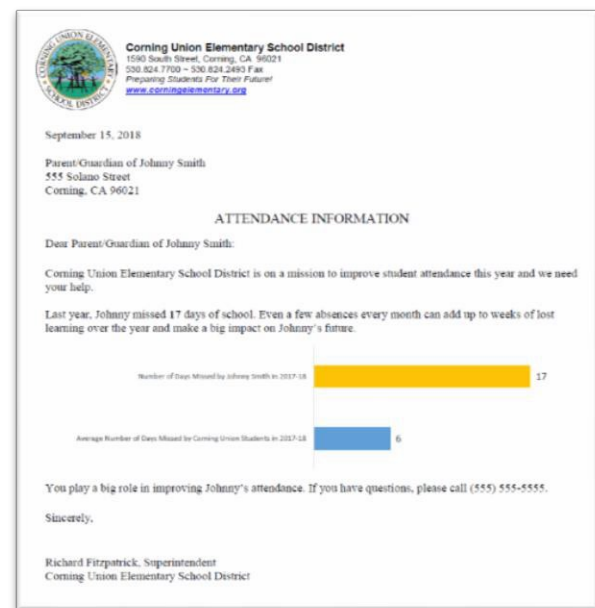 CORNING UNION ELEMENTARY
SCHOOL DISTRICT
Corning Union Elementary School District
1590 South Street, Corning, CA 96021
530.824.7700 ~ 530.824.2493 Fax
Preparing Students For Their Future!
www.corningelementary.org
September 15, 2018
Parent/Guardian of Johnny Smith
555 Solano Street
Corning, CA 96021
ATTENDANCE INFORMATION
Dear Parent/Guardian of Johnny Smith:
Corning Union Elementary School District is on a mission to improve student attendance this year and we need
your help.
Last year, Johnny missed 17 days of school. Even a few absences every month can add up to weeks of lost
learning over the year and make a big impact on Johnny's future.
Number of Days Missed by Johnny Smith in 2017-18
17
Average Number of Days Missed by Corning Union Students in 2017-18
6
You play a big role in improving Johnny's attendance. If you have questions, please call (555) 555-5555.
Sincerely,
Richard Fitzpatrick, Superintendent
Corning Union Elementary School District